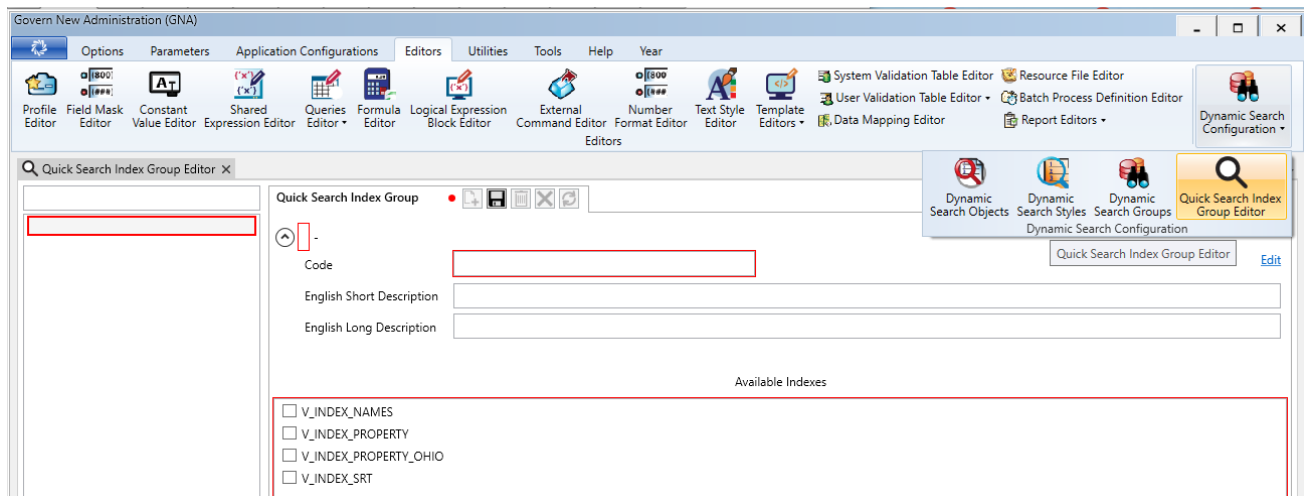 Govern New Administration (GNA)
Options Parameters Application Configurations Editors Utilities Tools Help Year
Profile Editor
Field Mask Editor
Constant Value Editor
Shared Expression Editor
Queries Editor
Formula Editor
Logical Expression Block Editor
External Command Editor
Number Format Editor
Text Style Editor
Template Editors
System Validation Table Editor
User Validation Table Editor
Data Mapping Editor
Resource File Editor
Batch Process Definition Editor
Report Editors
Dynamic Search Configuration
Editors
Quick Search Index Group Editor
Dynamic Search Objects
Dynamic Search Styles
Dynamic Search Groups
Quick Search Index Group Editor
Dynamic Search Configuration
Quick Search Index Group Editor
Quick Search Index Group
-
Code
Edit
English Short Description
English Long Description
Available Indexes
V_INDEX_NAMES
V_INDEX_PROPERTY
V_INDEX_PROPERTY_OHIO
V_INDEX_SRT